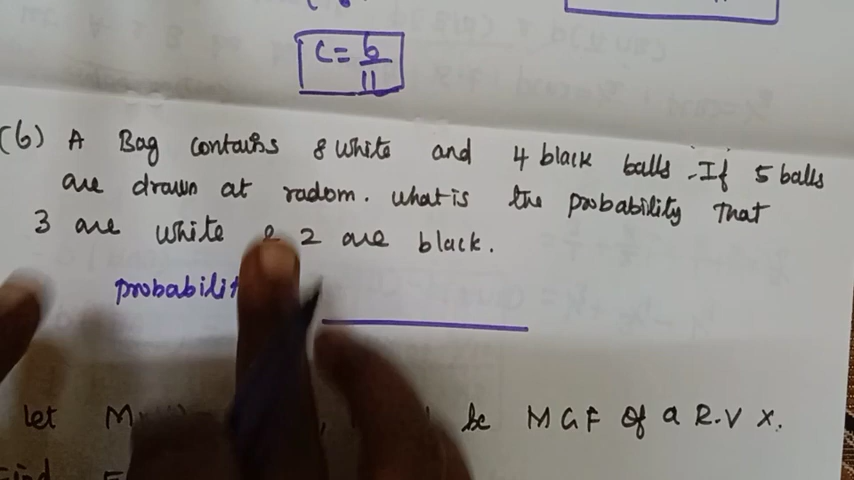 C = 6/11
(6) A Bag contains 8 white and 4 black balls. If 5 balls
are drawn at radom. what is the probability that
3 are white & 2 are black.
probabilit
let M be MGF of a R.V X.